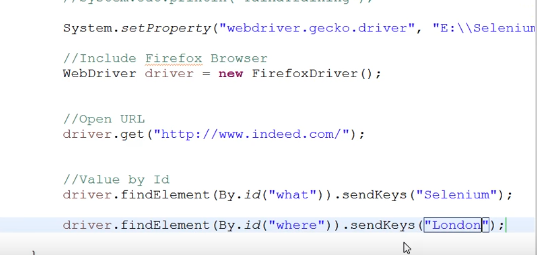 System.setProperty("webdriver.gecko.driver", "E:\\Selenium
//Include Firefox Browser
WebDriver driver = new FirefoxDriver();
//Open URL
driver.get("http://www.indeed.com/");
//Value by Id
driver.findElement(By.id("what")).sendKeys("Selenium");
driver.findElement(By.id("where")).sendKeys("London");